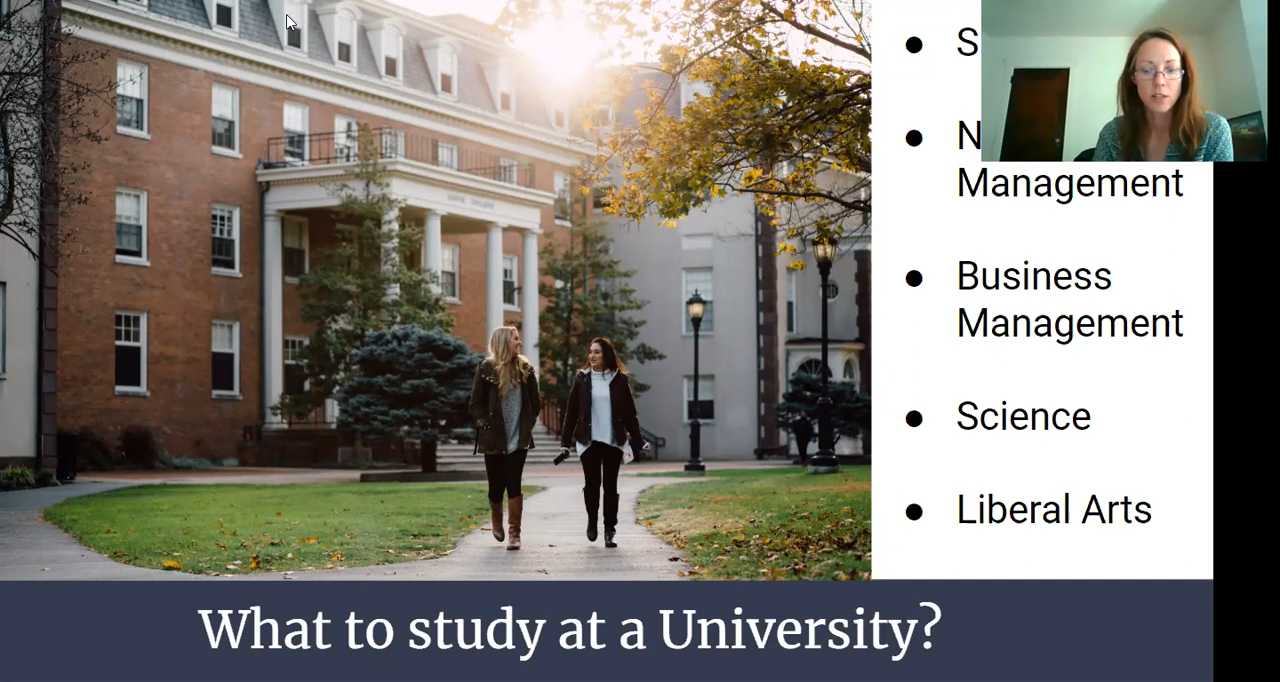 S
N
Management
Business
Management
Science
Liberal Arts
What to study at a University?